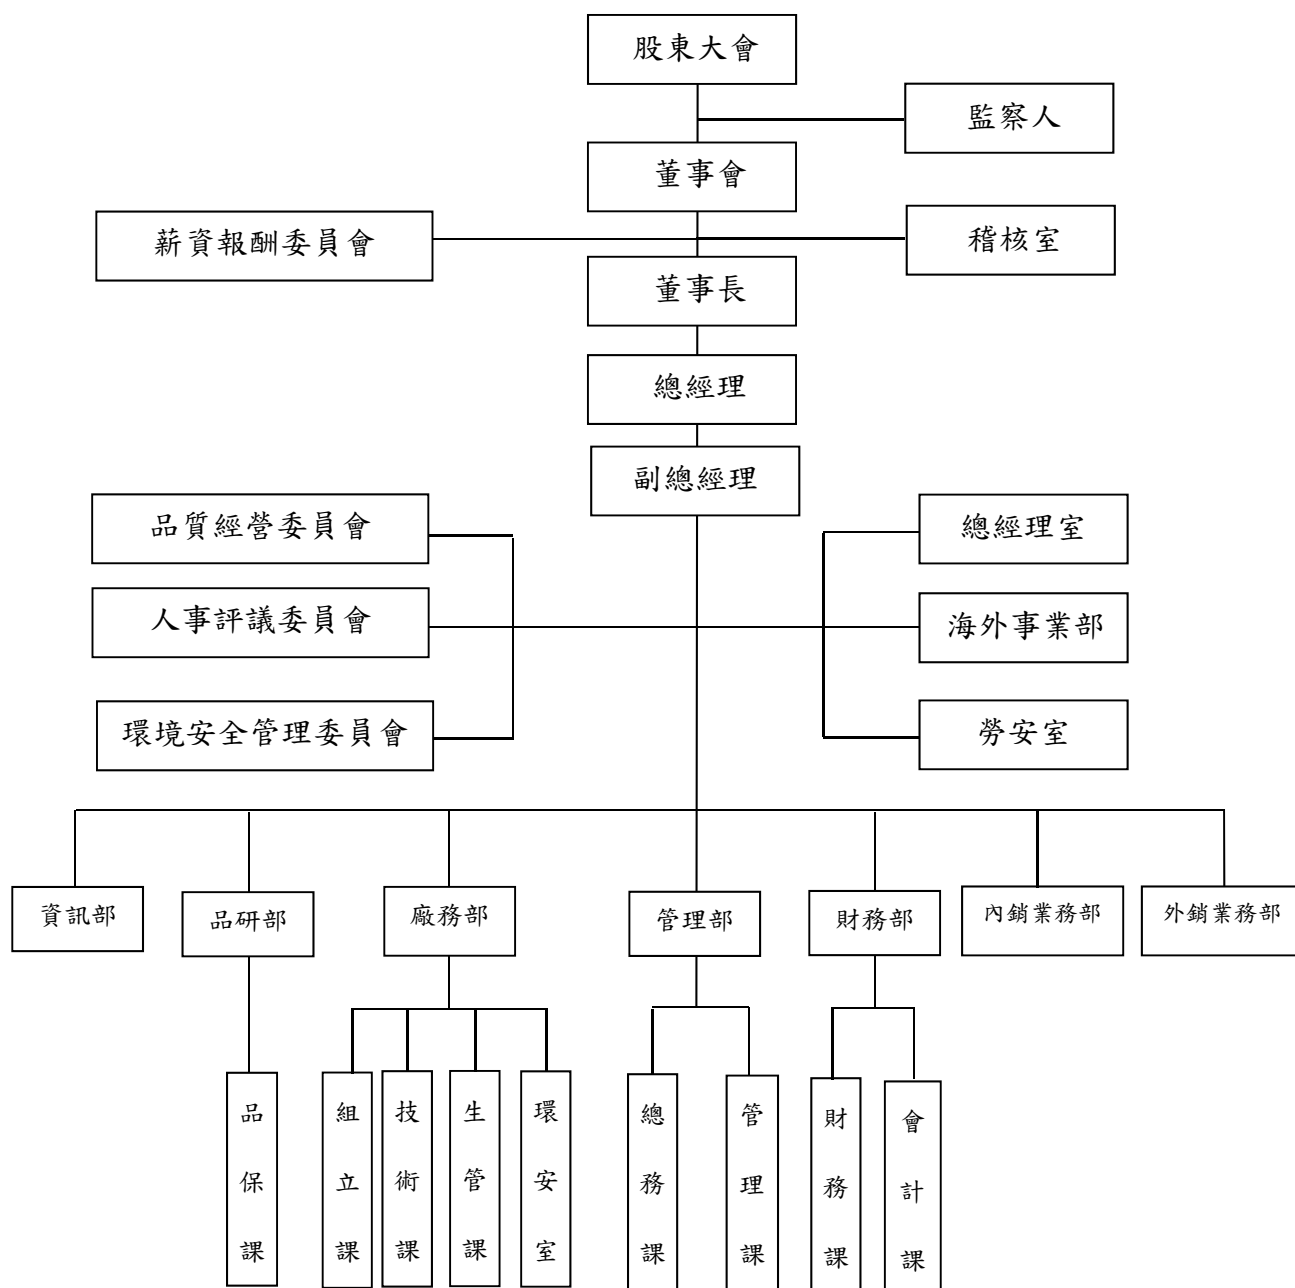 股東大會
監察人
董事會
薪資報酬委員會
稽核室
董事長
總經理
副總經理
品質經營委員會
總經理室
人事評議委員會
海外事業部
環境安全管理委員會
勞安室
資訊部
品研部
廠務部
管理部
財務部
內銷業務部
外銷業務部
品保課
組立課
技術課
生管課
環安室
總務課
管理課
財務課
會計課